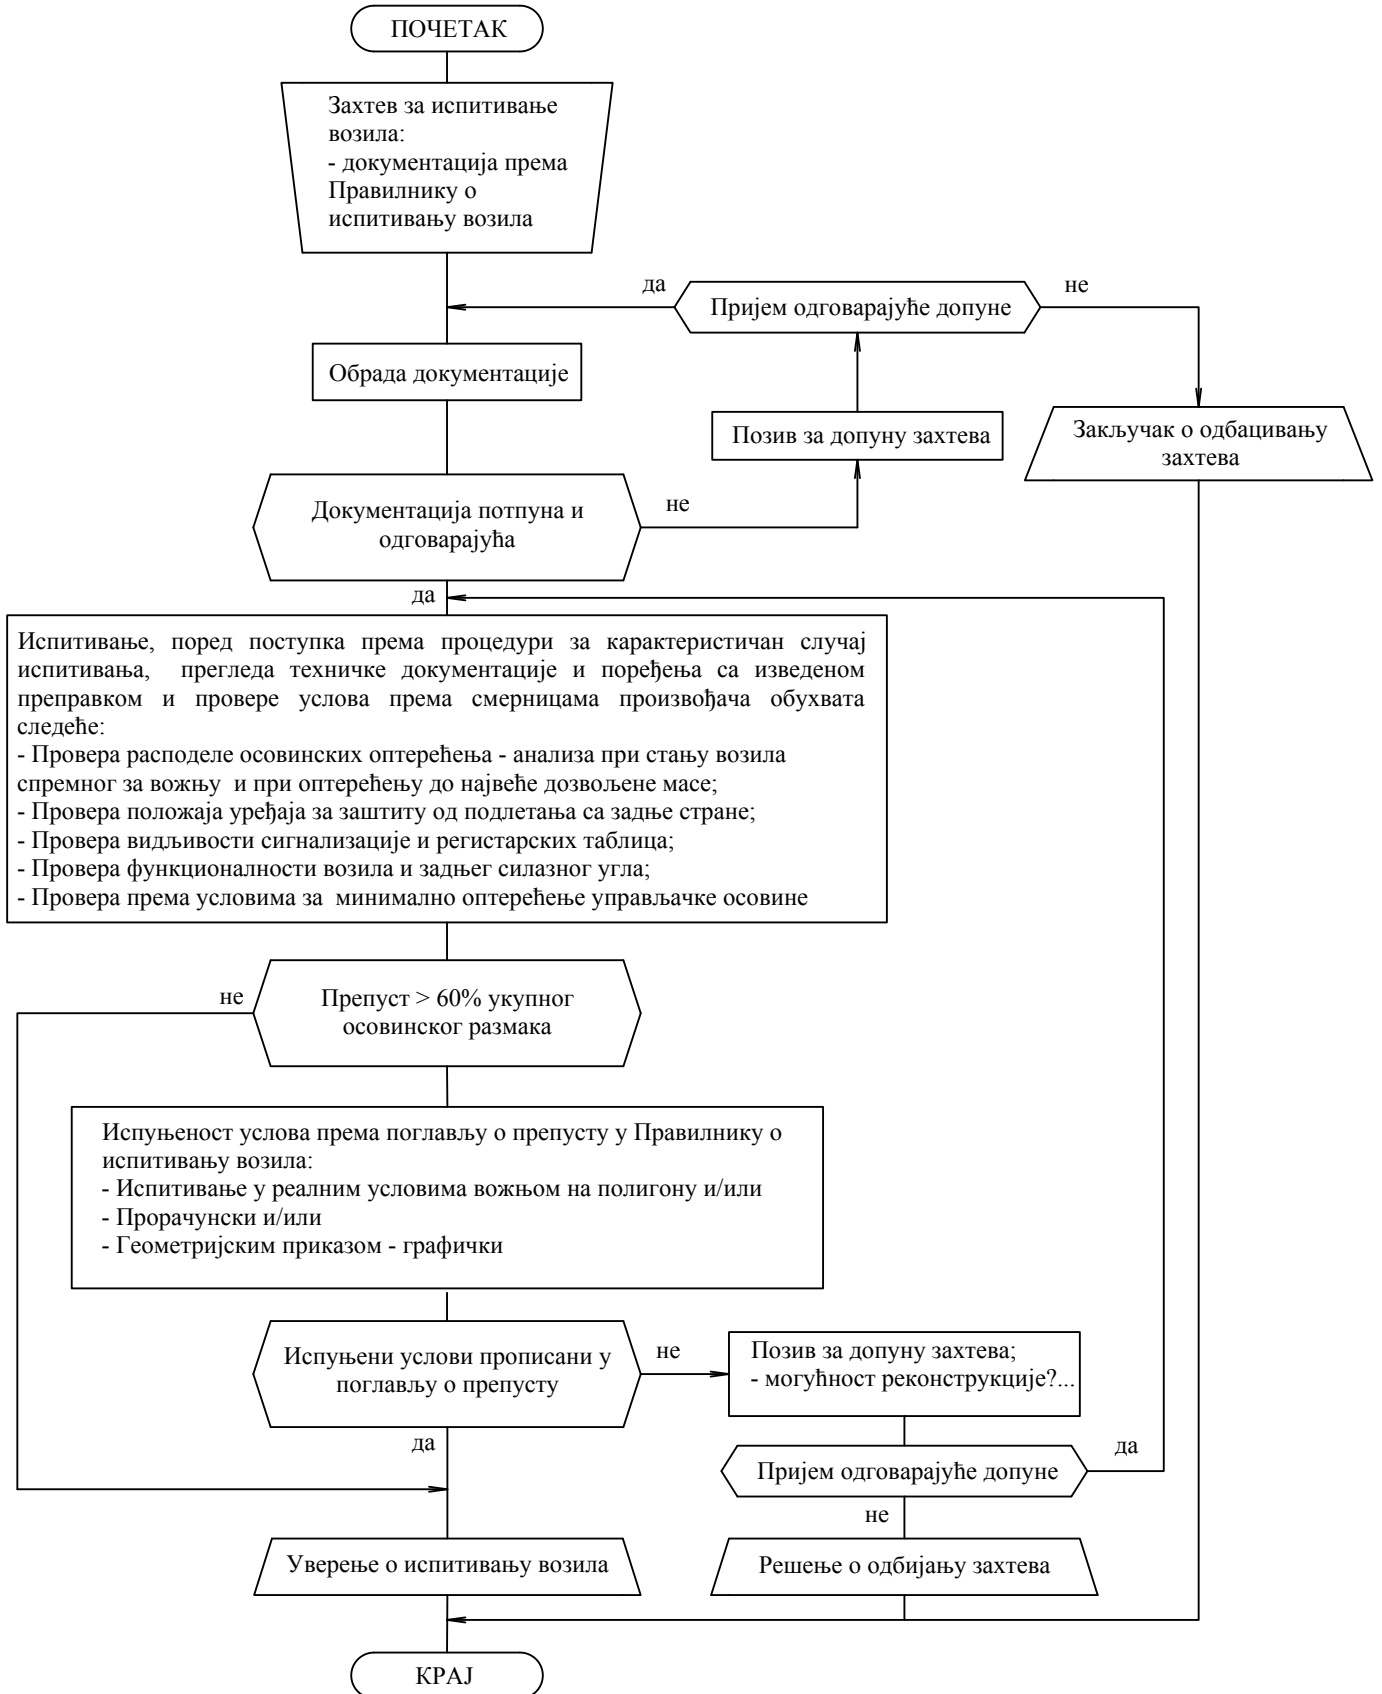 ПОЧЕТАК
Захтев за испитивање
возила:
- документација према
Правилнику о
испитивању возила
да
Пријем одговарајуће допуне
не
Обрада документације
Позив за допуну захтева
Закључак о одбацивању
захтева
Документација потпуна и
одговарајућа
не
да
Испитивање, поред поступка према процедури за карактеристичан случај
испитивања, прегледа техничке документације и поређења са изведеном
преправком и провере услова према смерницама произвођача обухвата
следеће:
- Провера расподеле осовинских оптерећења - анализа при стању возила
спремног за вожњу и при оптерећењу до највеће дозвољене масе;
- Провера положаја уређаја за заштиту од подлетања са задње стране;
- Провера видљивости сигнализације и регистарских таблица;
- Провера функционалности возила и задњег силазног угла;
- Провера према условима за минимално оптерећење управљачке осовине
не
Препуст > 60% укупног
осовинског размака
Испуњеност услова према поглављу о препусту у Правилнику о
испитивању возила:
- Испитивање у реалним условима вожњом на полигону и/или
- Прорачунски и/или
- Геометријским приказом - графички
Испуњени услови прописани у
поглављу о препусту
не
Позив за допуну захтева;
- могућност реконструкције?...
да
Пријем одговарајуће допуне
да
не
Уверење о испитивању возила
Решење о одбијању захтева
КРАЈ